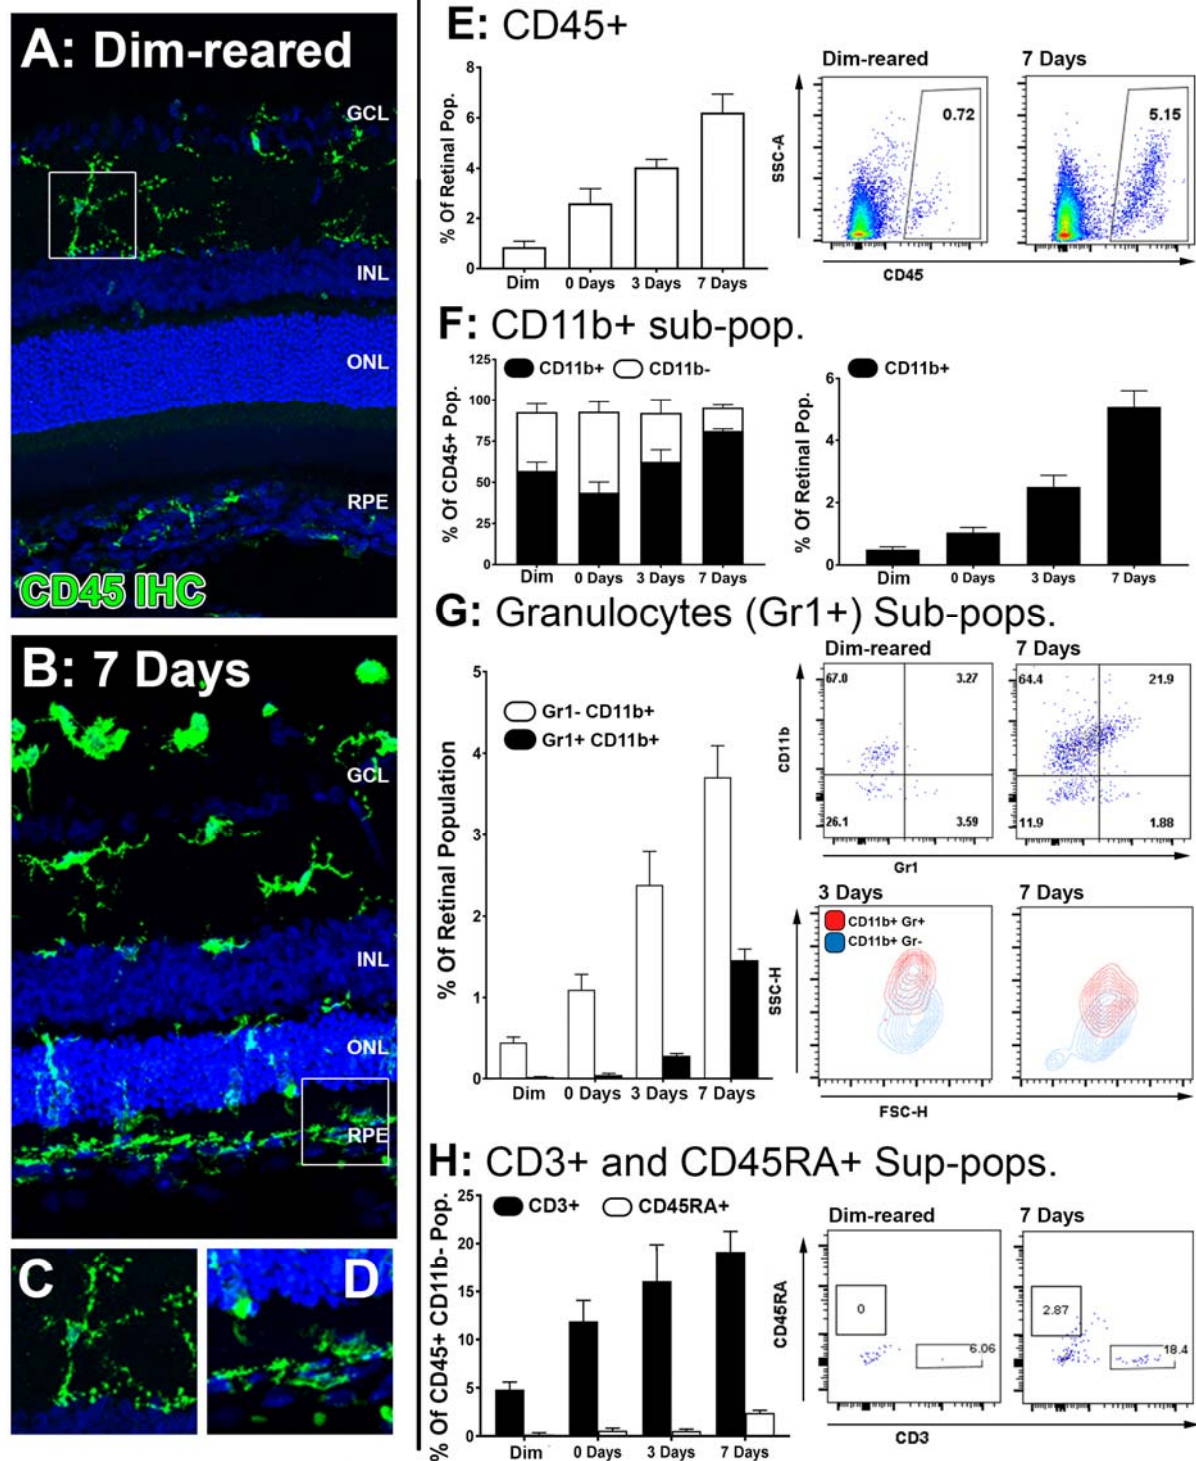 A: Dim-reared
GCL
INL
ONL
RPE
CD45 IHC
B: 7 Days
GCL
INL
ONL
RPE
C
D
E: CD45+
% Of Retinal Pop.
8
6
4
2
0
Dim 0 Days 3 Days 7 Days
Dim-reared 7 Days
SSC-A
0.72 5.15
CD45
F: CD11b+ sub-pop.
CD11b+ CD11b-
% Of CD45+ Pop.
125
100
75
50
25
0
Dim 0 Days 3 Days 7 Days
CD11b+
% Of Retinal Pop.
6
4
2
0
Dim 0 Days 3 Days 7 Days
G: Granulocytes (Gr1+) Sub-pops.
Gr1- CD11b+
Gr1+ CD11b+
% Of Retinal Population
5
4
3
2
1
0
Dim 0 Days 3 Days 7 Days
Dim-reared 7 Days
CD11b
67.0 3.27 64.4 21.9
26.1 3.59 11.9 1.88
Gr1
3 Days 7 Days
CD11b+ Gr+
CD11b+ Gr-
SSC-H
FSC-H
H: CD3+ and CD45RA+ Sup-pops.
CD3+ CD45RA+
% Of CD45+ CD11b- Pop.
25
20
15
10
5
0
Dim 0 Days 3 Days 7 Days
Dim-reared 7 Days
CD45RA
0 2.87
6.06 18.4
CD3